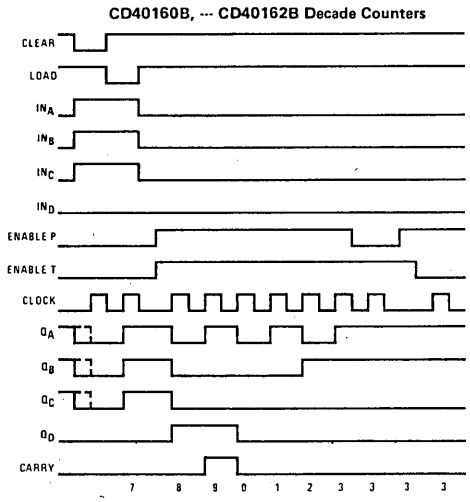 CD40160B, --- CD40162B Decade Counters
CLEAR
LOAD
INA
INB
INC
IND
ENABLE P
ENABLE T
CLOCK
QA
QB
QC
QD
CARRY
7 8 9 0 1 2 3 3 3 3